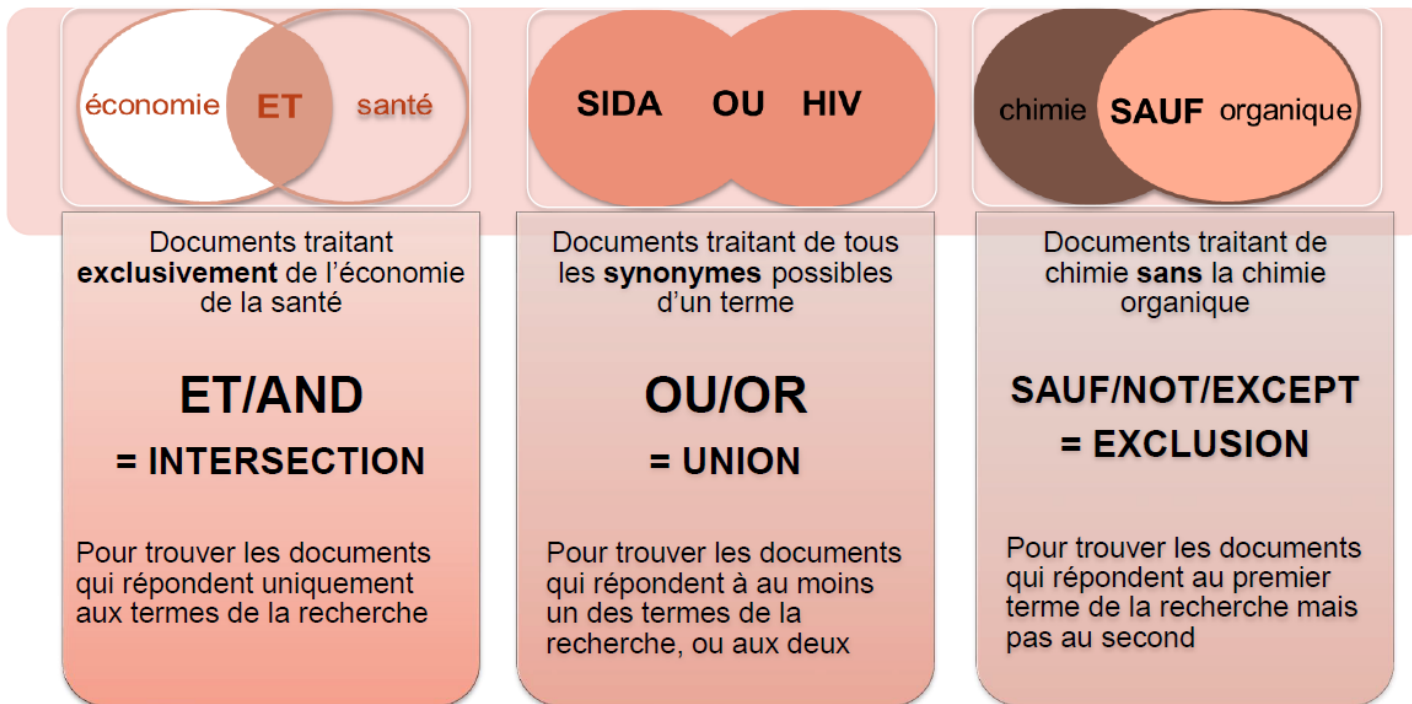 économie ET santé
Documents traitant
exclusivement de l'économie
de la santé
ET/AND
= INTERSECTION
Pour trouver les documents
qui répondent uniquement
aux termes de la recherche
SIDA OU HIV
Documents traitant de tous
les synonymes possibles
d'un terme
OU/OR
= UNION
Pour trouver les documents
qui répondent à au moins
un des termes de la
recherche, ou aux deux
chimie SAUF organique
Documents traitant de
chimie sans la chimie
organique
SAUF/NOT/EXCEPT
= EXCLUSION
Pour trouver les documents
qui répondent au premier
terme de la recherche mais
pas au second